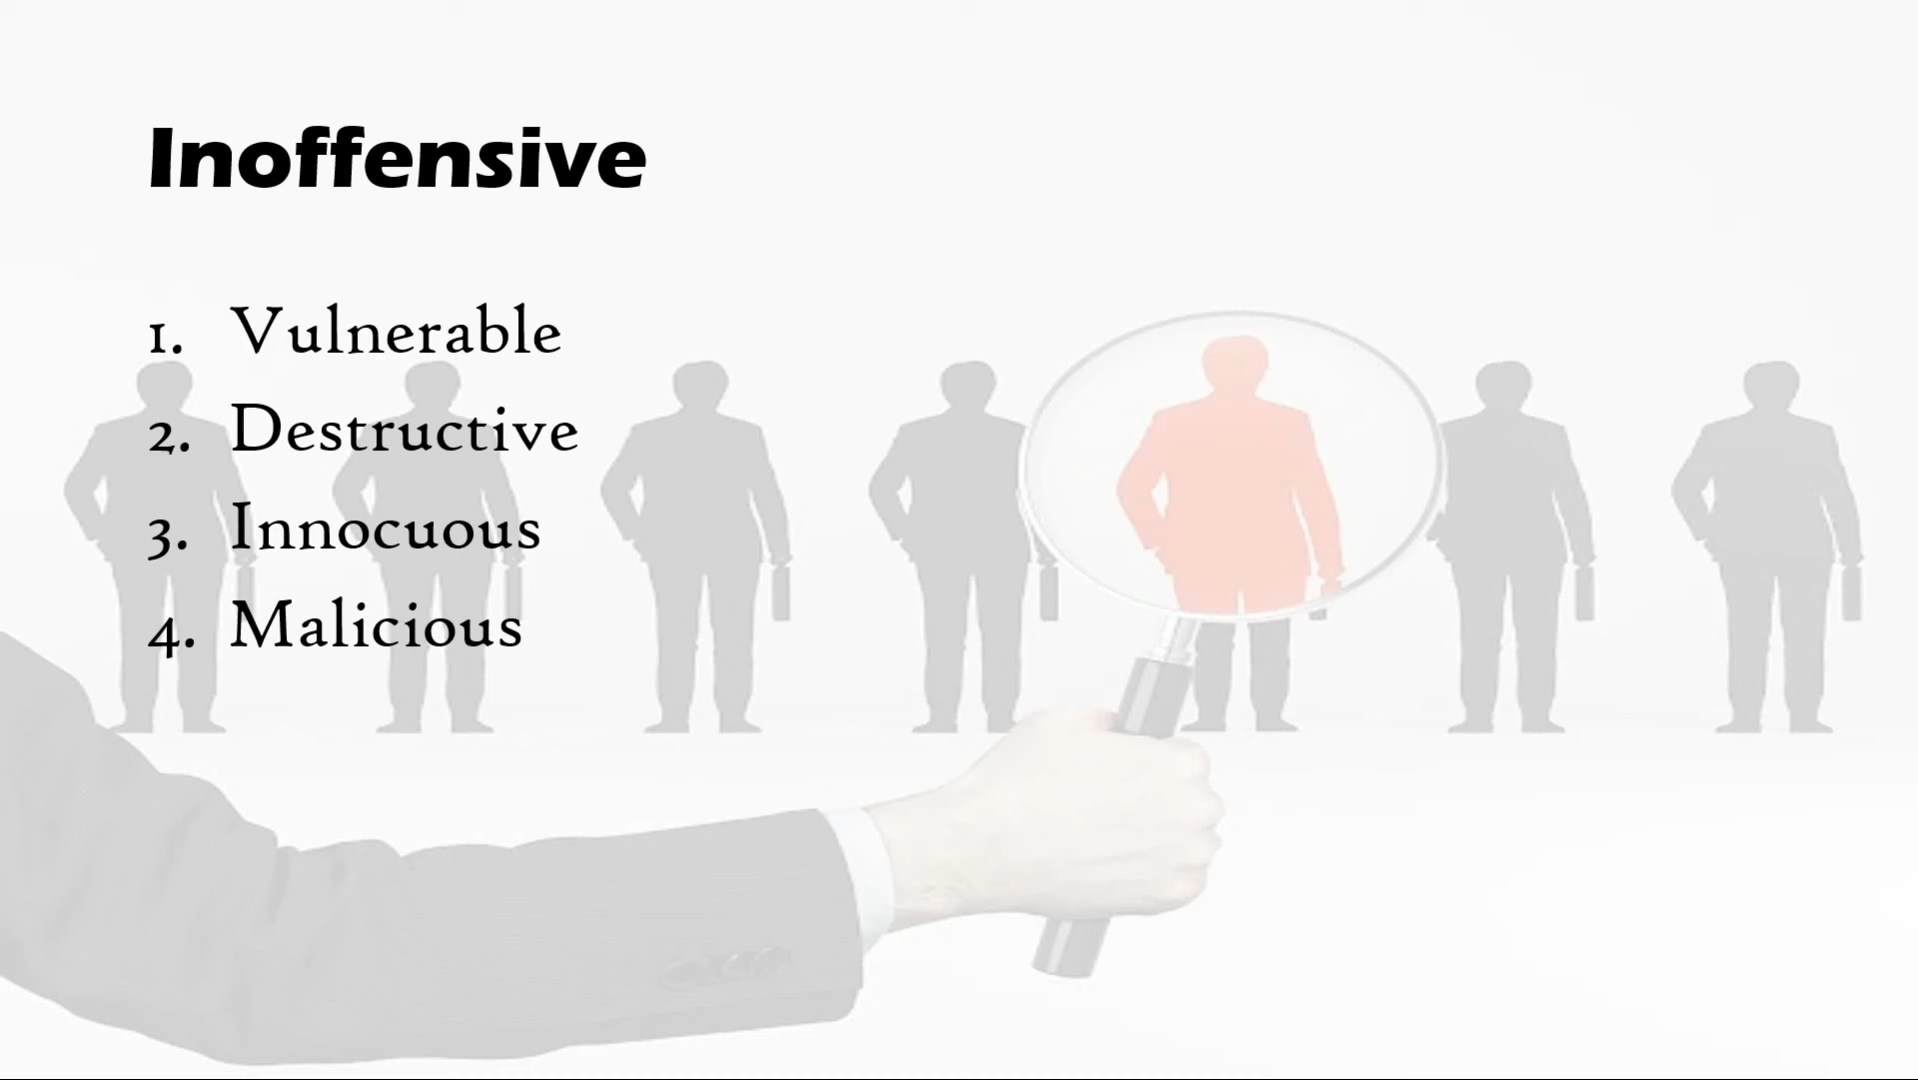 Inoffensive
1. Vulnerable
2. Destructive
3. Innocuous
4. Malicious